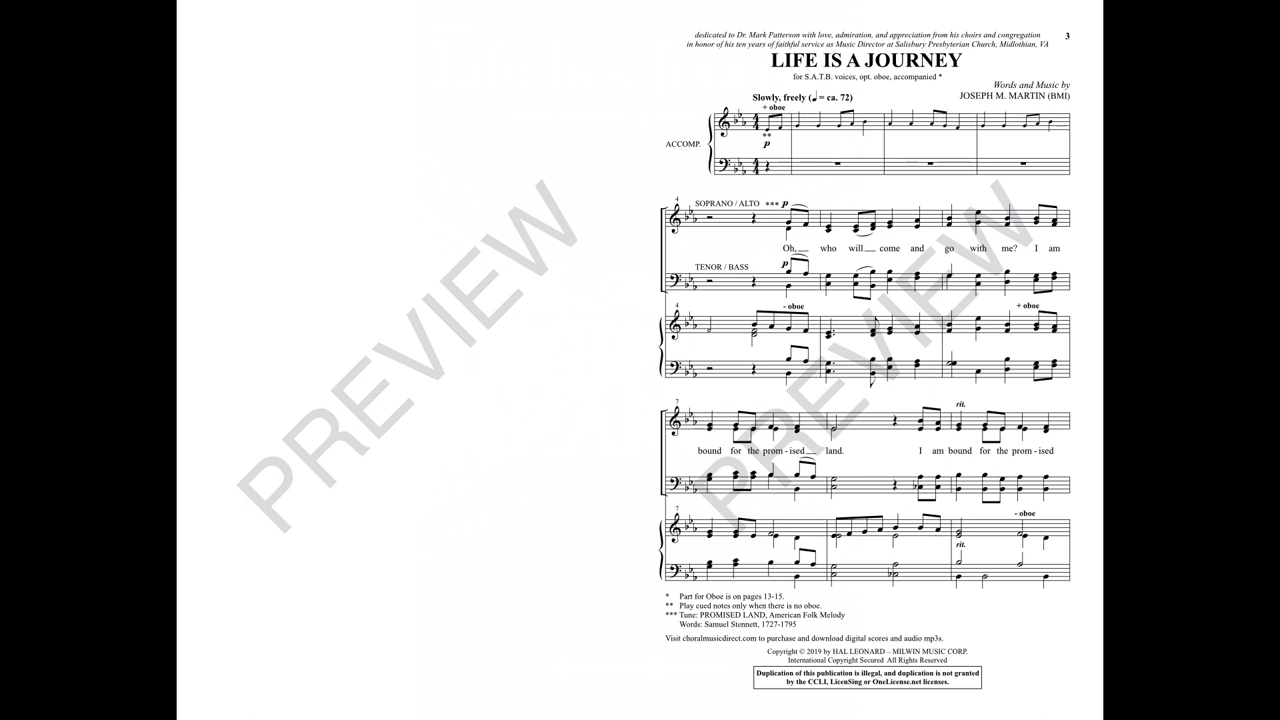 dedicated to Dr. Mark Patterson with love, admiration, and appreciation from his choirs and congregation
in honor of his ten years of faithful service as Music Director at Salisbury Presbyterian Church, Midlothian, VA
3
LIFE IS A JOURNEY
for S.A.T.B. voices, opt. oboe, accompanied *
Words and Music by
JOSEPH M. MARTIN (BMI)
Slowly, freely (♩ = ca. 72)
+ oboe
**
p
ACCOMP.
4
SOPRANO / ALTO *** p
Oh, who will come and go with me? I am
TENOR / BASS
p
4
- oboe
+ oboe
7
rit.
bound for the prom - ised land. I am bound for the prom - ised
7
- oboe
rit.
* Part for Oboe is on pages 13-15.
** Play cued notes only when there is no oboe.
*** Tune: PROMISED LAND, American Folk Melody
Words: Samuel Stennett, 1727-1795
Visit choralmusicdirect.com to purchase and download digital scores and audio mp3s.
Copyright © 2019 by HAL LEONARD – MILWIN MUSIC CORP.
International Copyright Secured All Rights Reserved
Duplication of this publication is illegal, and duplication is not granted
by the CCLI, LicenSing or OneLicense.net licenses.
PREVIEW
PREVIEW